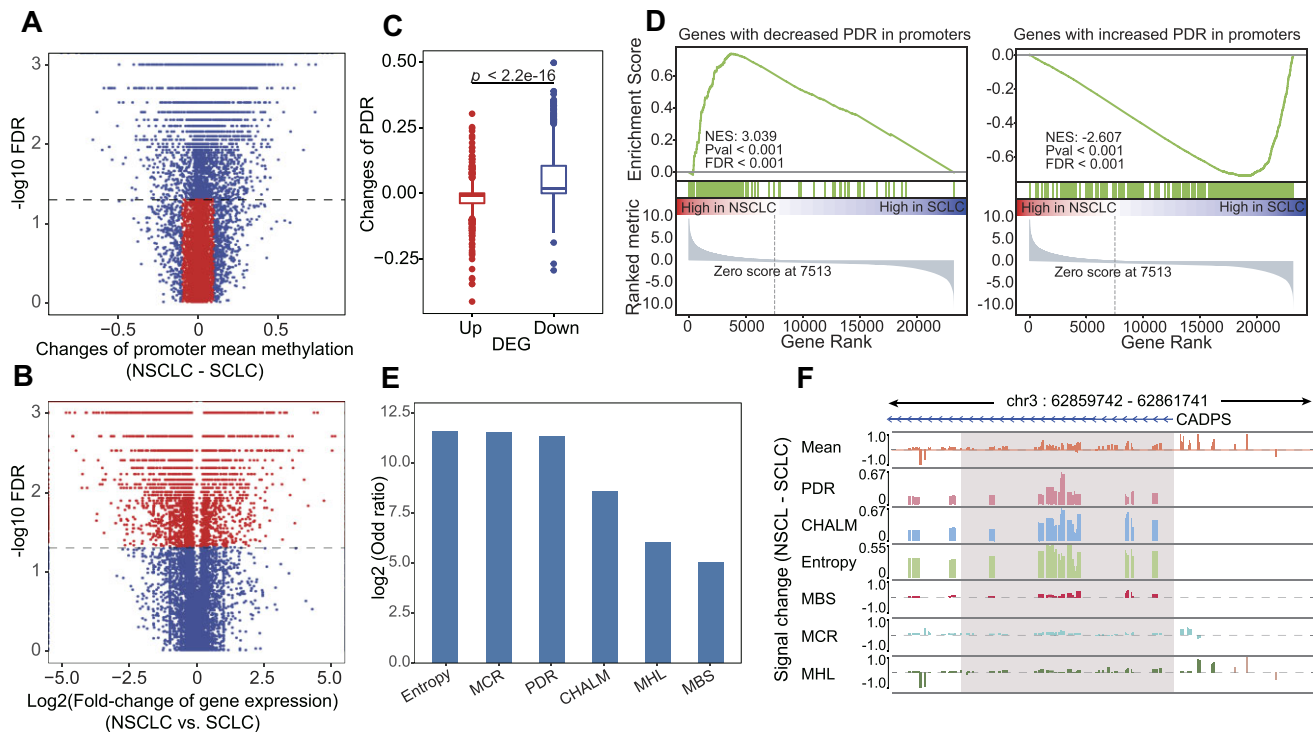 A
-log10 FDR
3
2
1
0
-0.5
0
0.5
Changes of promoter mean methylation
(NSCLC - SCLC)
B
-log10 FDR
3
2
1
0
-5.0
-2.5
0
2.5
5.0
Log2(Fold-change of gene expression)
(NSCLC vs. SCLC)
C
Changes of PDR
0.50
0.25
0.00
−0.25
p < 2.2e-16
Up
Down
DEG
D
Genes with decreased PDR in promoters
Enrichment Score
0.6
0.4
0.2
0.0
NES: 3.039
Pval < 0.001
FDR < 0.001
High in NSCLC
High in SCLC
Ranked metric
10.0
5.0
0.0
-5.0
-10.0
Zero score at 7513
0
5000
10000
15000
20000
Gene Rank
Genes with increased PDR in promoters
0.0
-0.2
-0.4
-0.6
NES: -2.607
Pval < 0.001
FDR < 0.001
High in NSCLC
High in SCLC
10.0
5.0
0.0
-5.0
-10.0
Zero score at 7513
0
5000
10000
15000
20000
Gene Rank
E
log2 (Odd ratio)
12.5
10.0
7.5
5.0
2.5
0.0
Entropy
MCR
PDR
CHALM
MHL
MBS
F
chr3 : 62859742 - 62861741
CADPS
Signal change (NSCL - SCLC)
Mean
1.0
-1.0
PDR
0.67
0
CHALM
0.67
0
Entropy
0.55
0
MBS
1.0
-1.0
MCR
1.0
-1.0
MHL
1.0
-1.0